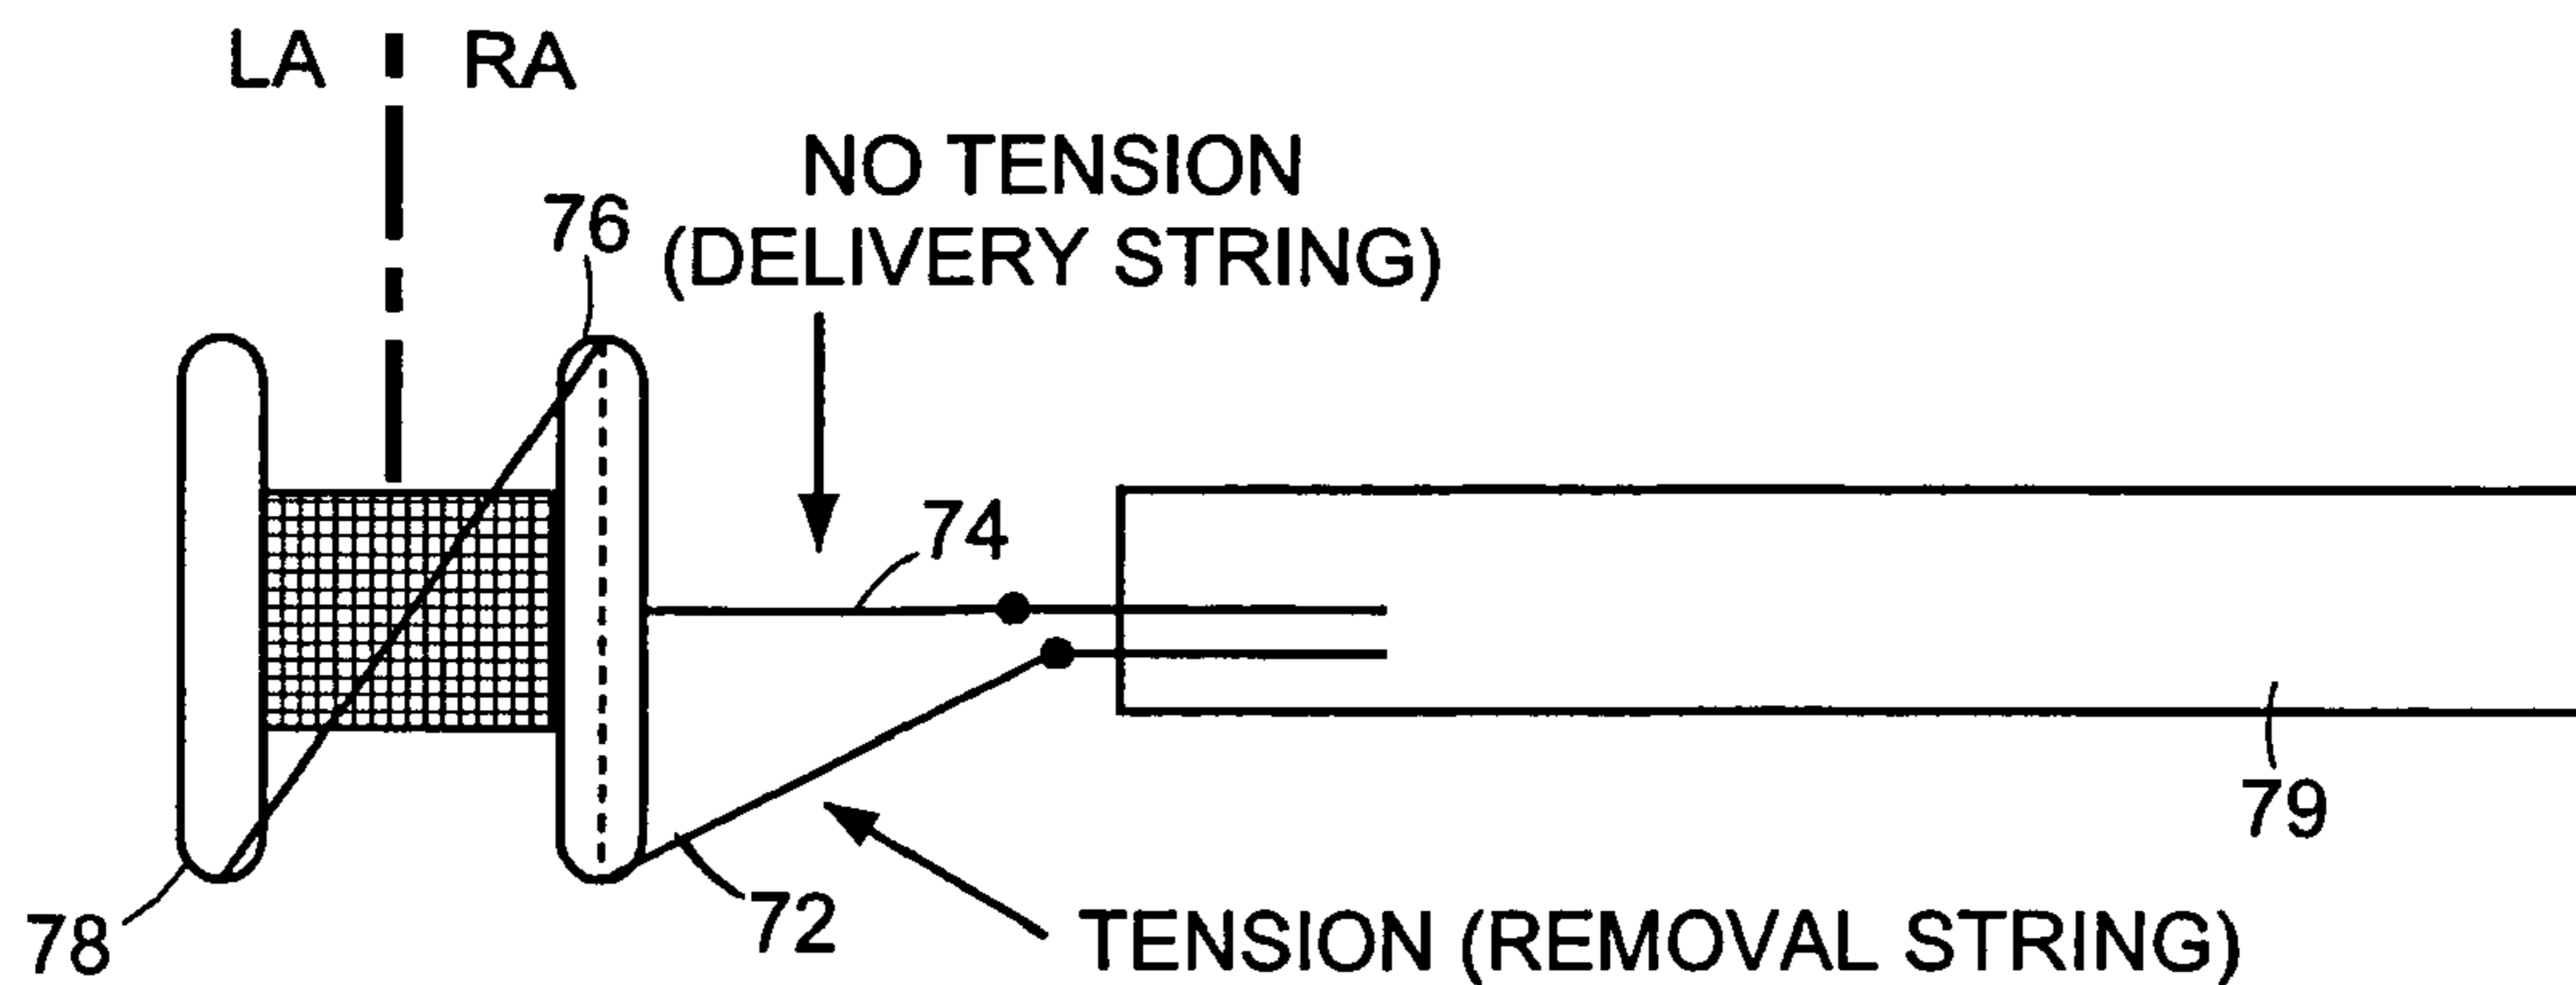 LA RA
NO TENSION
(DELIVERY STRING)
76
74
79
72
78
TENSION (REMOVAL STRING)